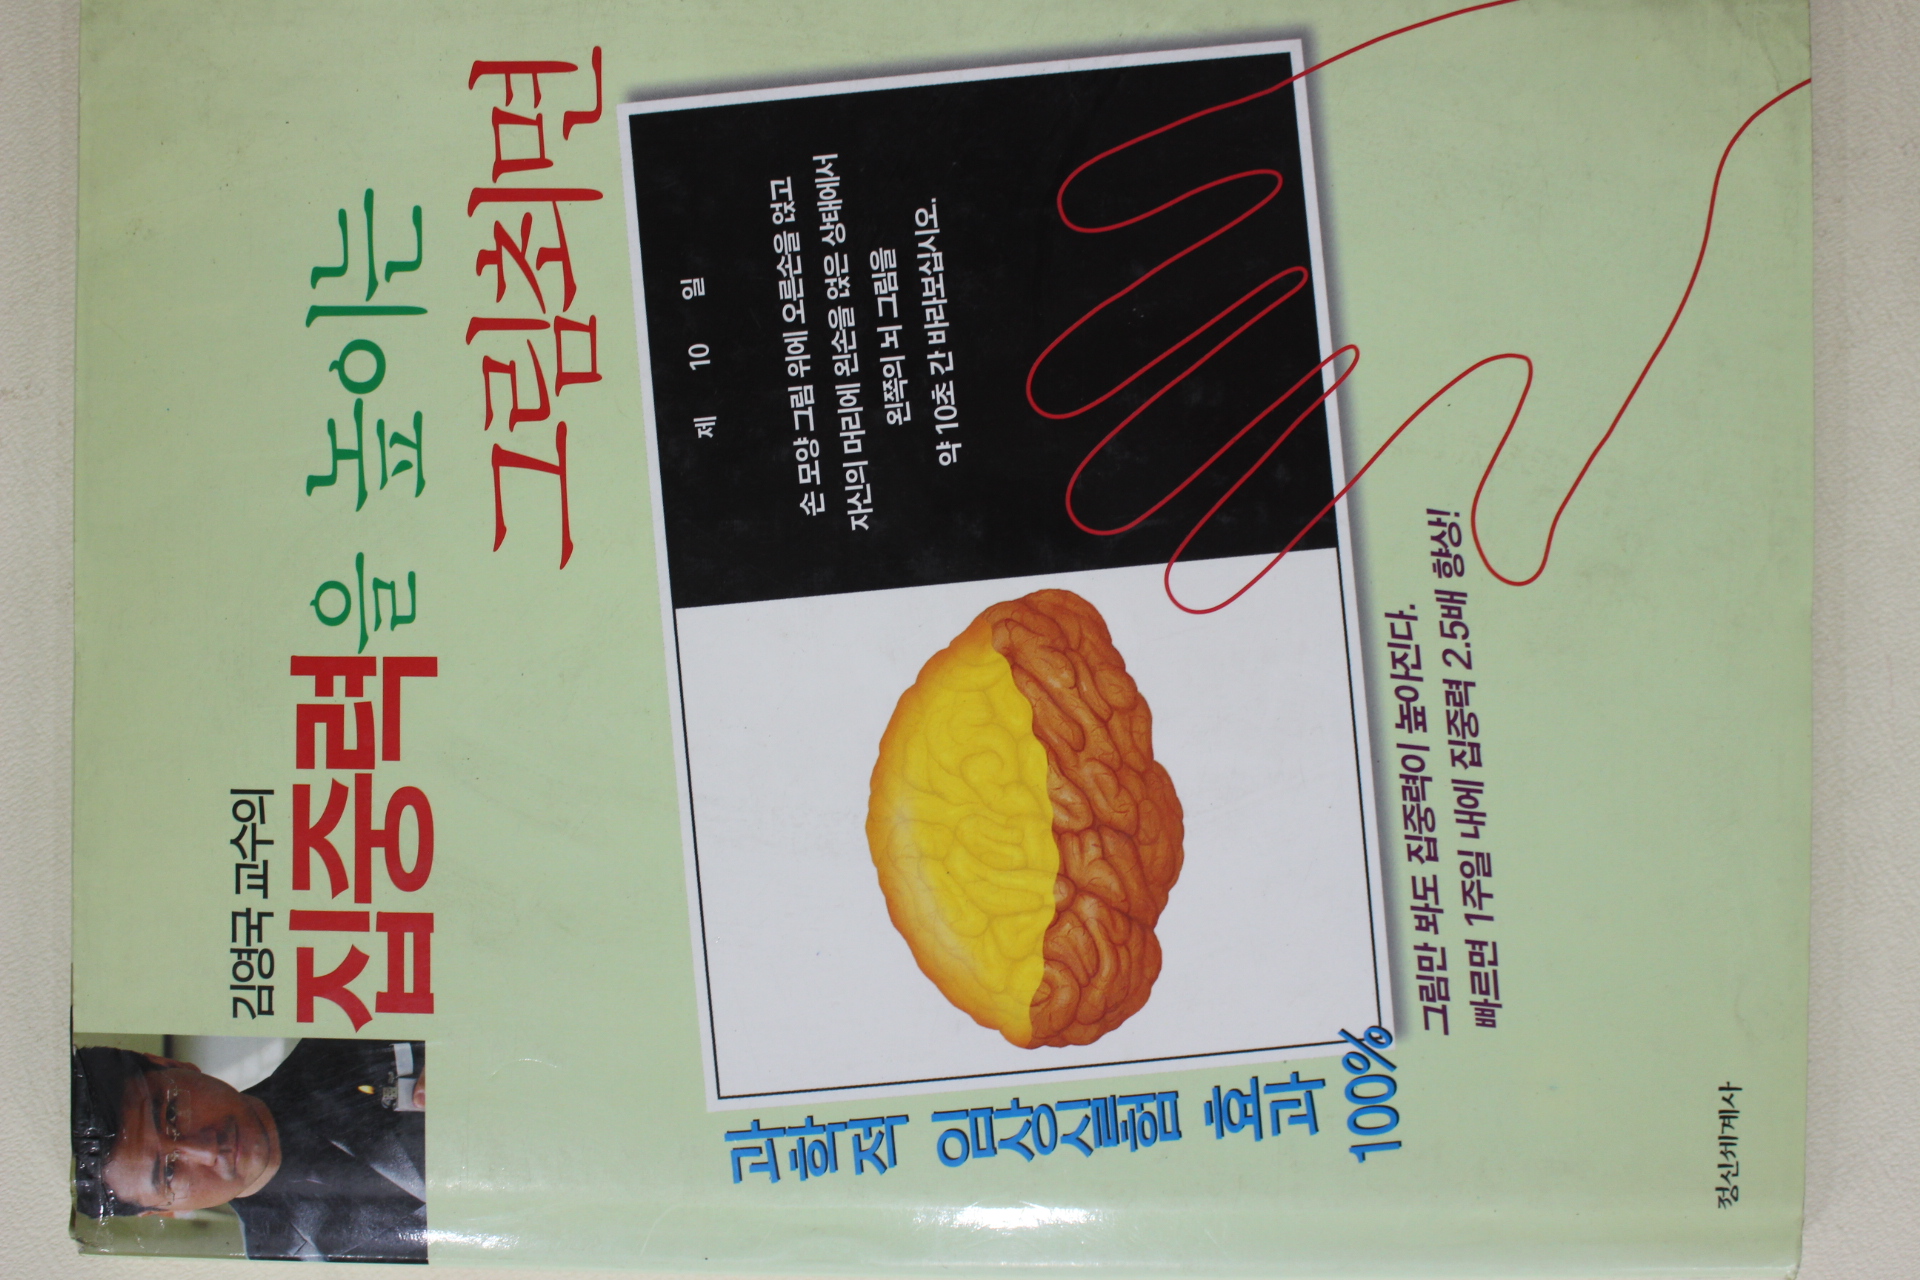 김영국 교수의
집중력을 높이는
그림최면
제 10 일
손 모양 그림 위에 오른손을 얹고
자신의 머리에 왼손을 얹은 상태에서
왼쪽의 뇌 그림을
약 10초 간 바라보십시오.
과학적 임상실험 효과 100%
그림만 봐도 집중력이 높아진다.
빠르면 1주일 내에 집중력 2.5배 향상!
정신세계사